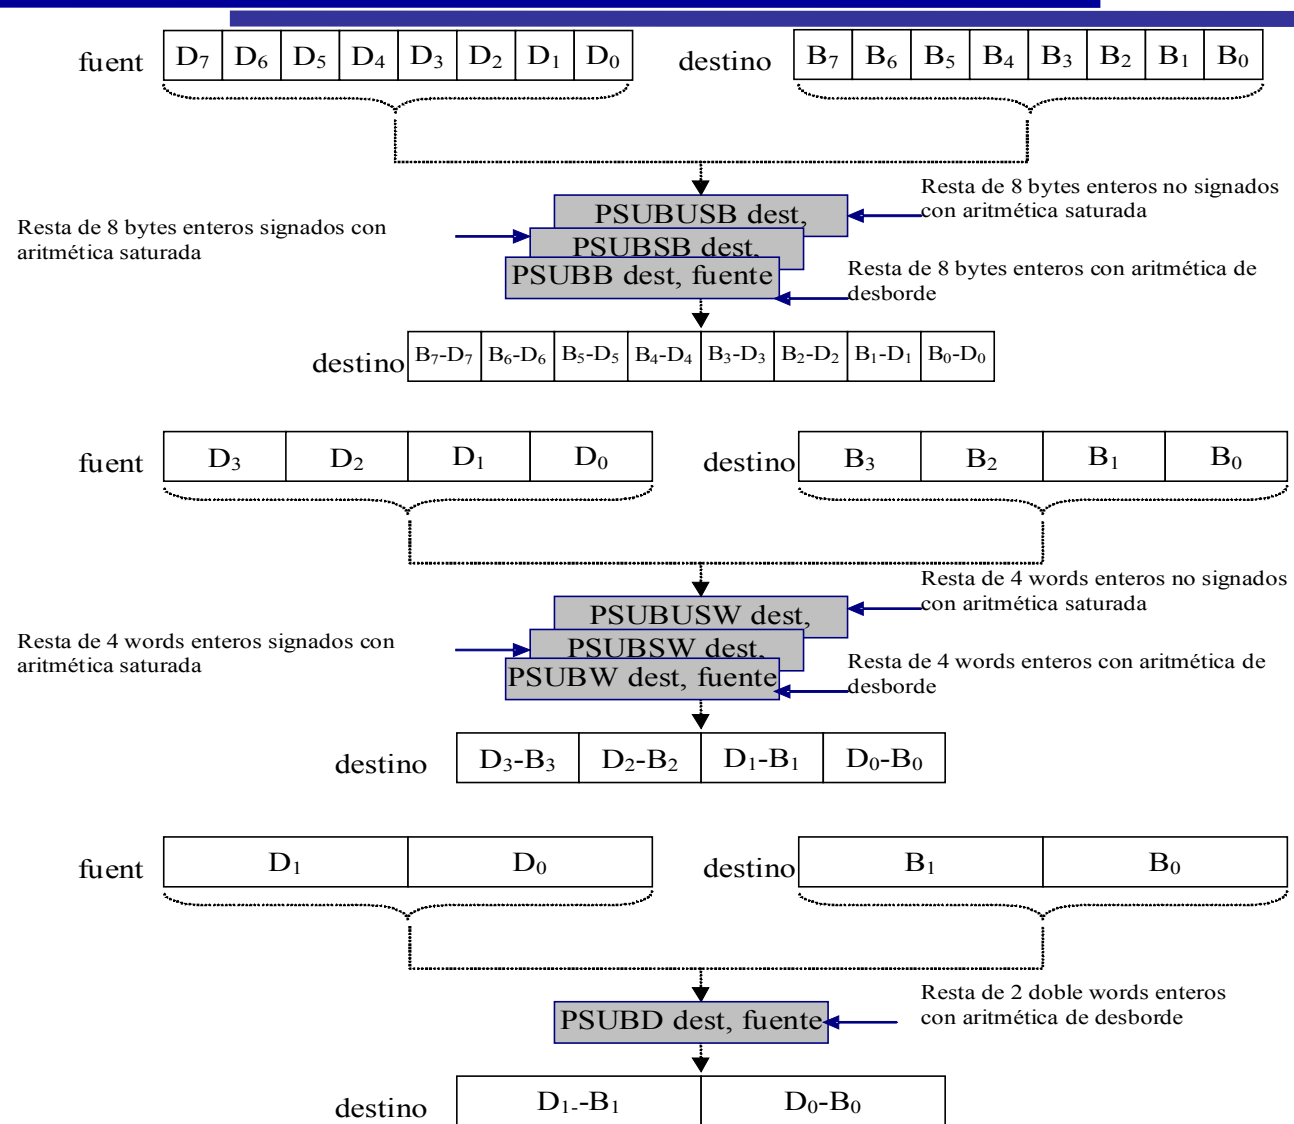 fuent D₇ D₆ D₅ D₄ D₃ D₂ D₁ D₀ destino B₇ B₆ B₅ B₄ B₃ B₂ B₁ B₀
Resta de 8 bytes enteros no signados
con aritmética saturada
PSUBUSB dest,
Resta de 8 bytes enteros signados con
aritmética saturada
PSUBSB dest,
PSUBB dest, fuente
Resta de 8 bytes enteros con aritmética de
desborde
destino B₇-D₇ B₆-D₆ B₅-D₅ B₄-D₄ B₃-D₃ B₂-D₂ B₁-D₁ B₀-D₀
fuent D₃ D₂ D₁ D₀ destino B₃ B₂ B₁ B₀
Resta de 4 words enteros no signados
con aritmética saturada
PSUBUSW dest,
Resta de 4 words enteros signados con
aritmética saturada
PSUBSW dest,
PSUBW dest, fuente
Resta de 4 words enteros con aritmética de
desborde
destino D₃-B₃ D₂-B₂ D₁-B₁ D₀-B₀
fuent D₁ D₀ destino B₁ B₀
Resta de 2 doble words enteros
con aritmética de desborde
PSUBD dest, fuente
destino D₁₋-B₁ D₀-B₀